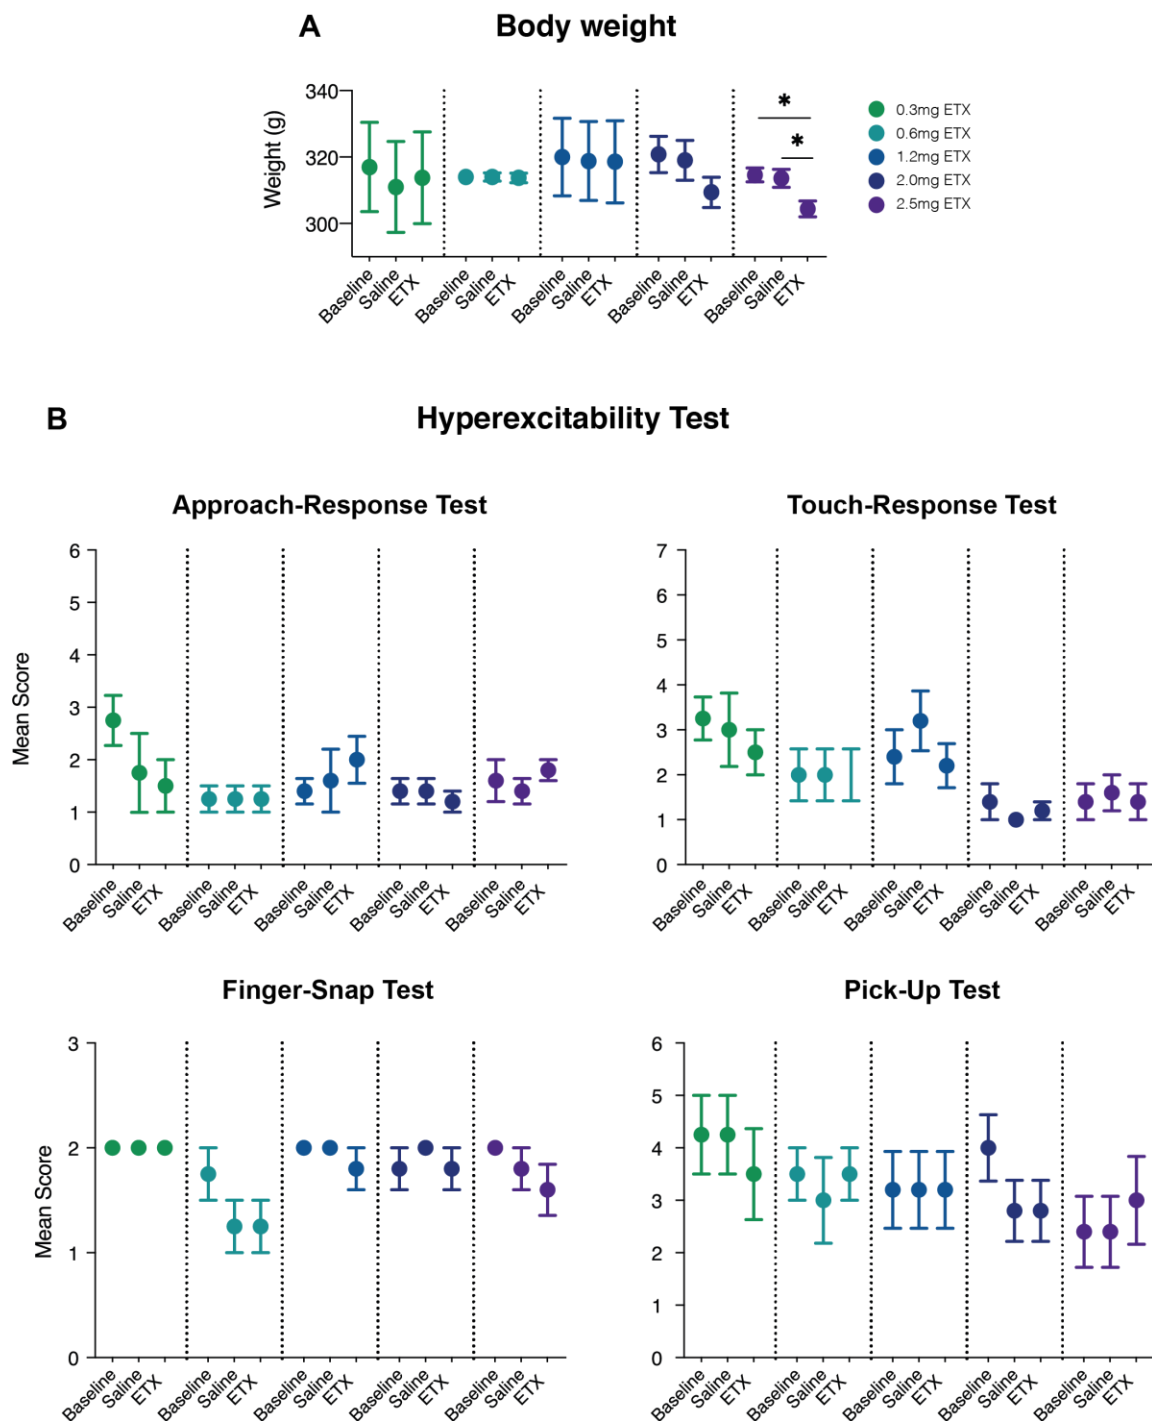 A Body weight
Weight (g)
340
320
300
Baseline Saline ETX Baseline Saline ETX Baseline Saline ETX Baseline Saline ETX Baseline Saline ETX
* 
*
0.3mg ETX
0.6mg ETX
1.2mg ETX
2.0mg ETX
2.5mg ETX
B Hyperexcitability Test
Approach-Response Test
Mean Score
6
5
4
3
2
1
0
Baseline Saline ETX Baseline Saline ETX Baseline Saline ETX Baseline Saline ETX Baseline Saline ETX
Touch-Response Test
7
6
5
4
3
2
1
0
Baseline Saline ETX Baseline Saline ETX Baseline Saline ETX Baseline Saline ETX Baseline Saline ETX
Finger-Snap Test
Mean Score
3
2
1
0
Baseline Saline ETX Baseline Saline ETX Baseline Saline ETX Baseline Saline ETX Baseline Saline ETX
Pick-Up Test
6
5
4
3
2
1
0
Baseline Saline ETX Baseline Saline ETX Baseline Saline ETX Baseline Saline ETX Baseline Saline ETX